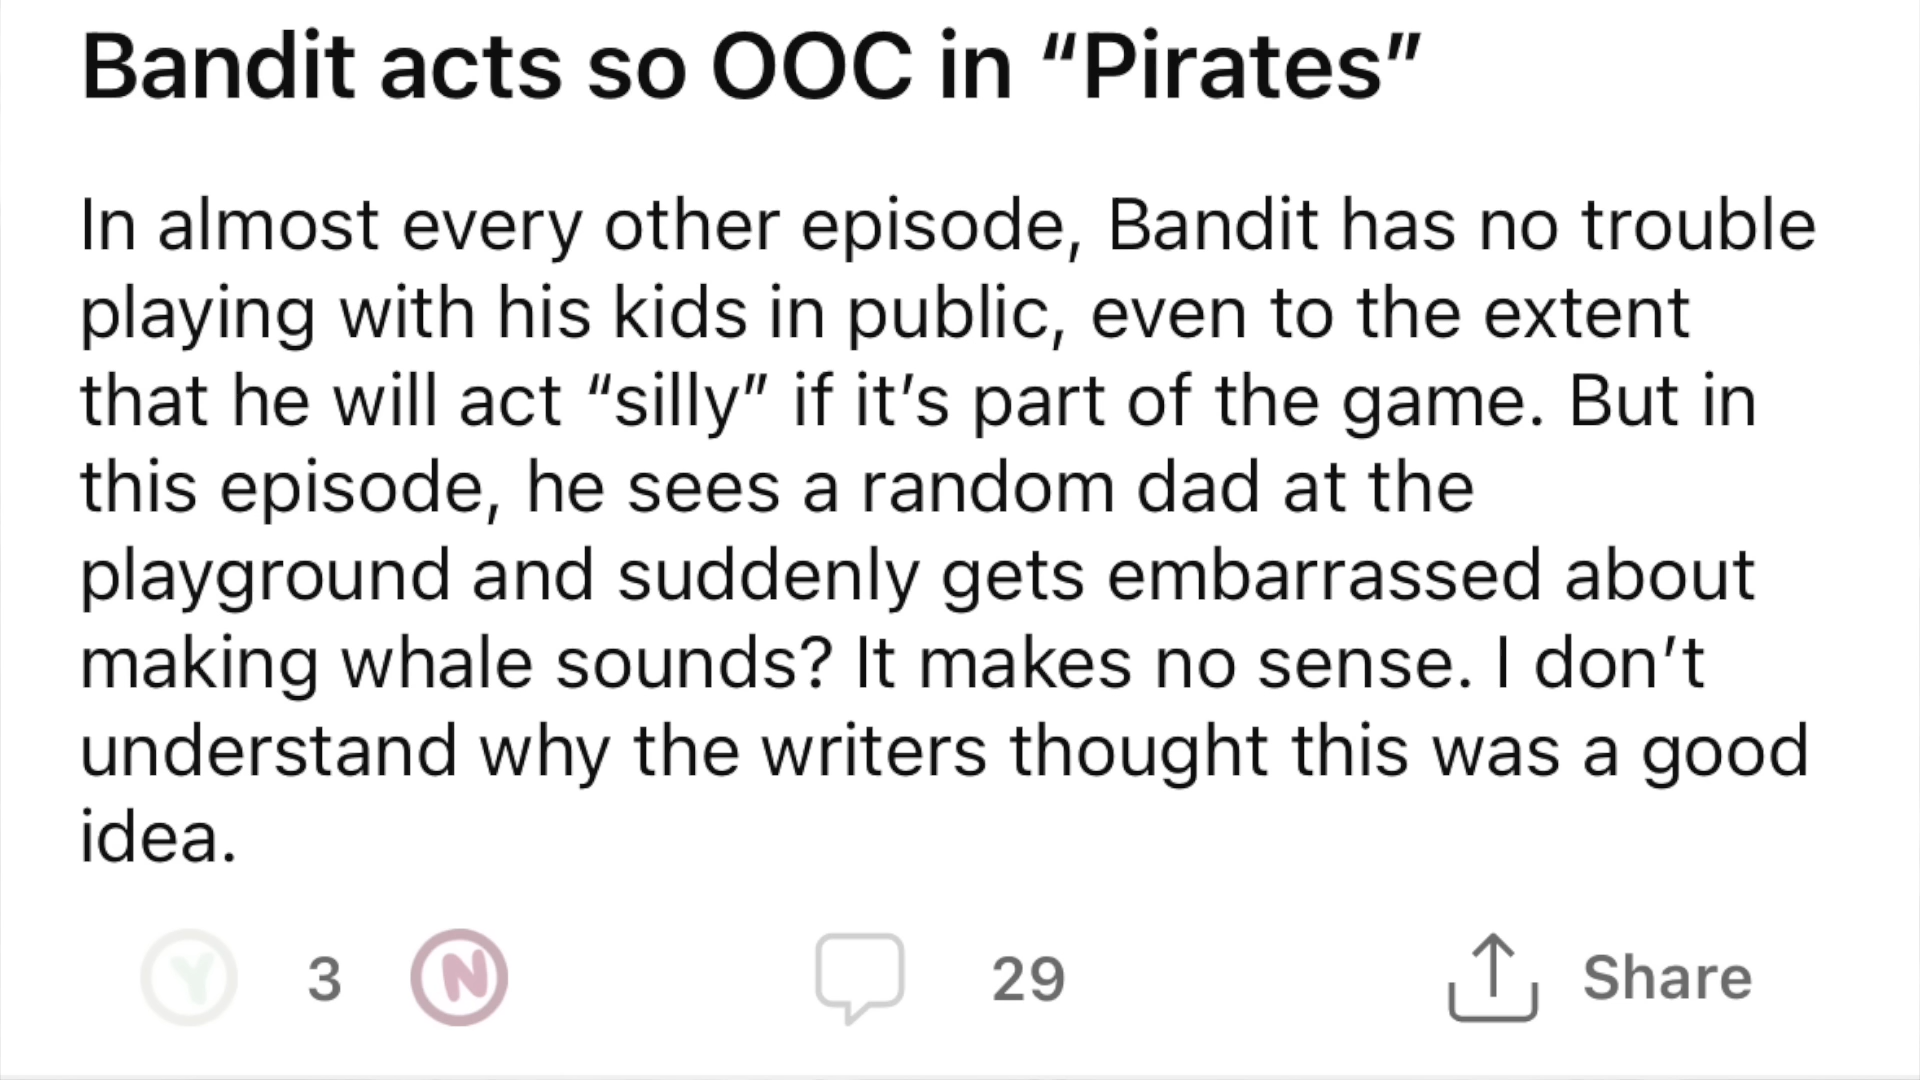 Bandit acts so OOC in “Pirates”
In almost every other episode, Bandit has no trouble
playing with his kids in public, even to the extent
that he will act “silly” if it’s part of the game. But in
this episode, he sees a random dad at the
playground and suddenly gets embarrassed about
making whale sounds? It makes no sense. I don’t
understand why the writers thought this was a good
idea.
Y 3 N 29 Share